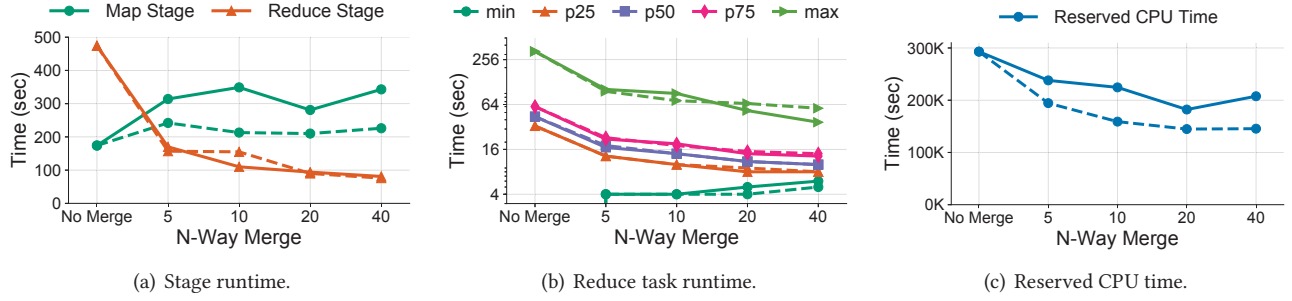 Map Stage Reduce Stage
500
400
300
200
100
0
Time (sec)
No Merge 5 10 20 40
N-Way Merge
(a) Stage runtime.
min p25 p50 p75 max
256
64
16
4
Time (sec)
No Merge 5 10 20 40
N-Way Merge
(b) Reduce task runtime.
Reserved CPU Time
300K
200K
100K
0K
Time (sec)
No Merge 5 10 20 40
N-Way Merge
(c) Reserved CPU time.